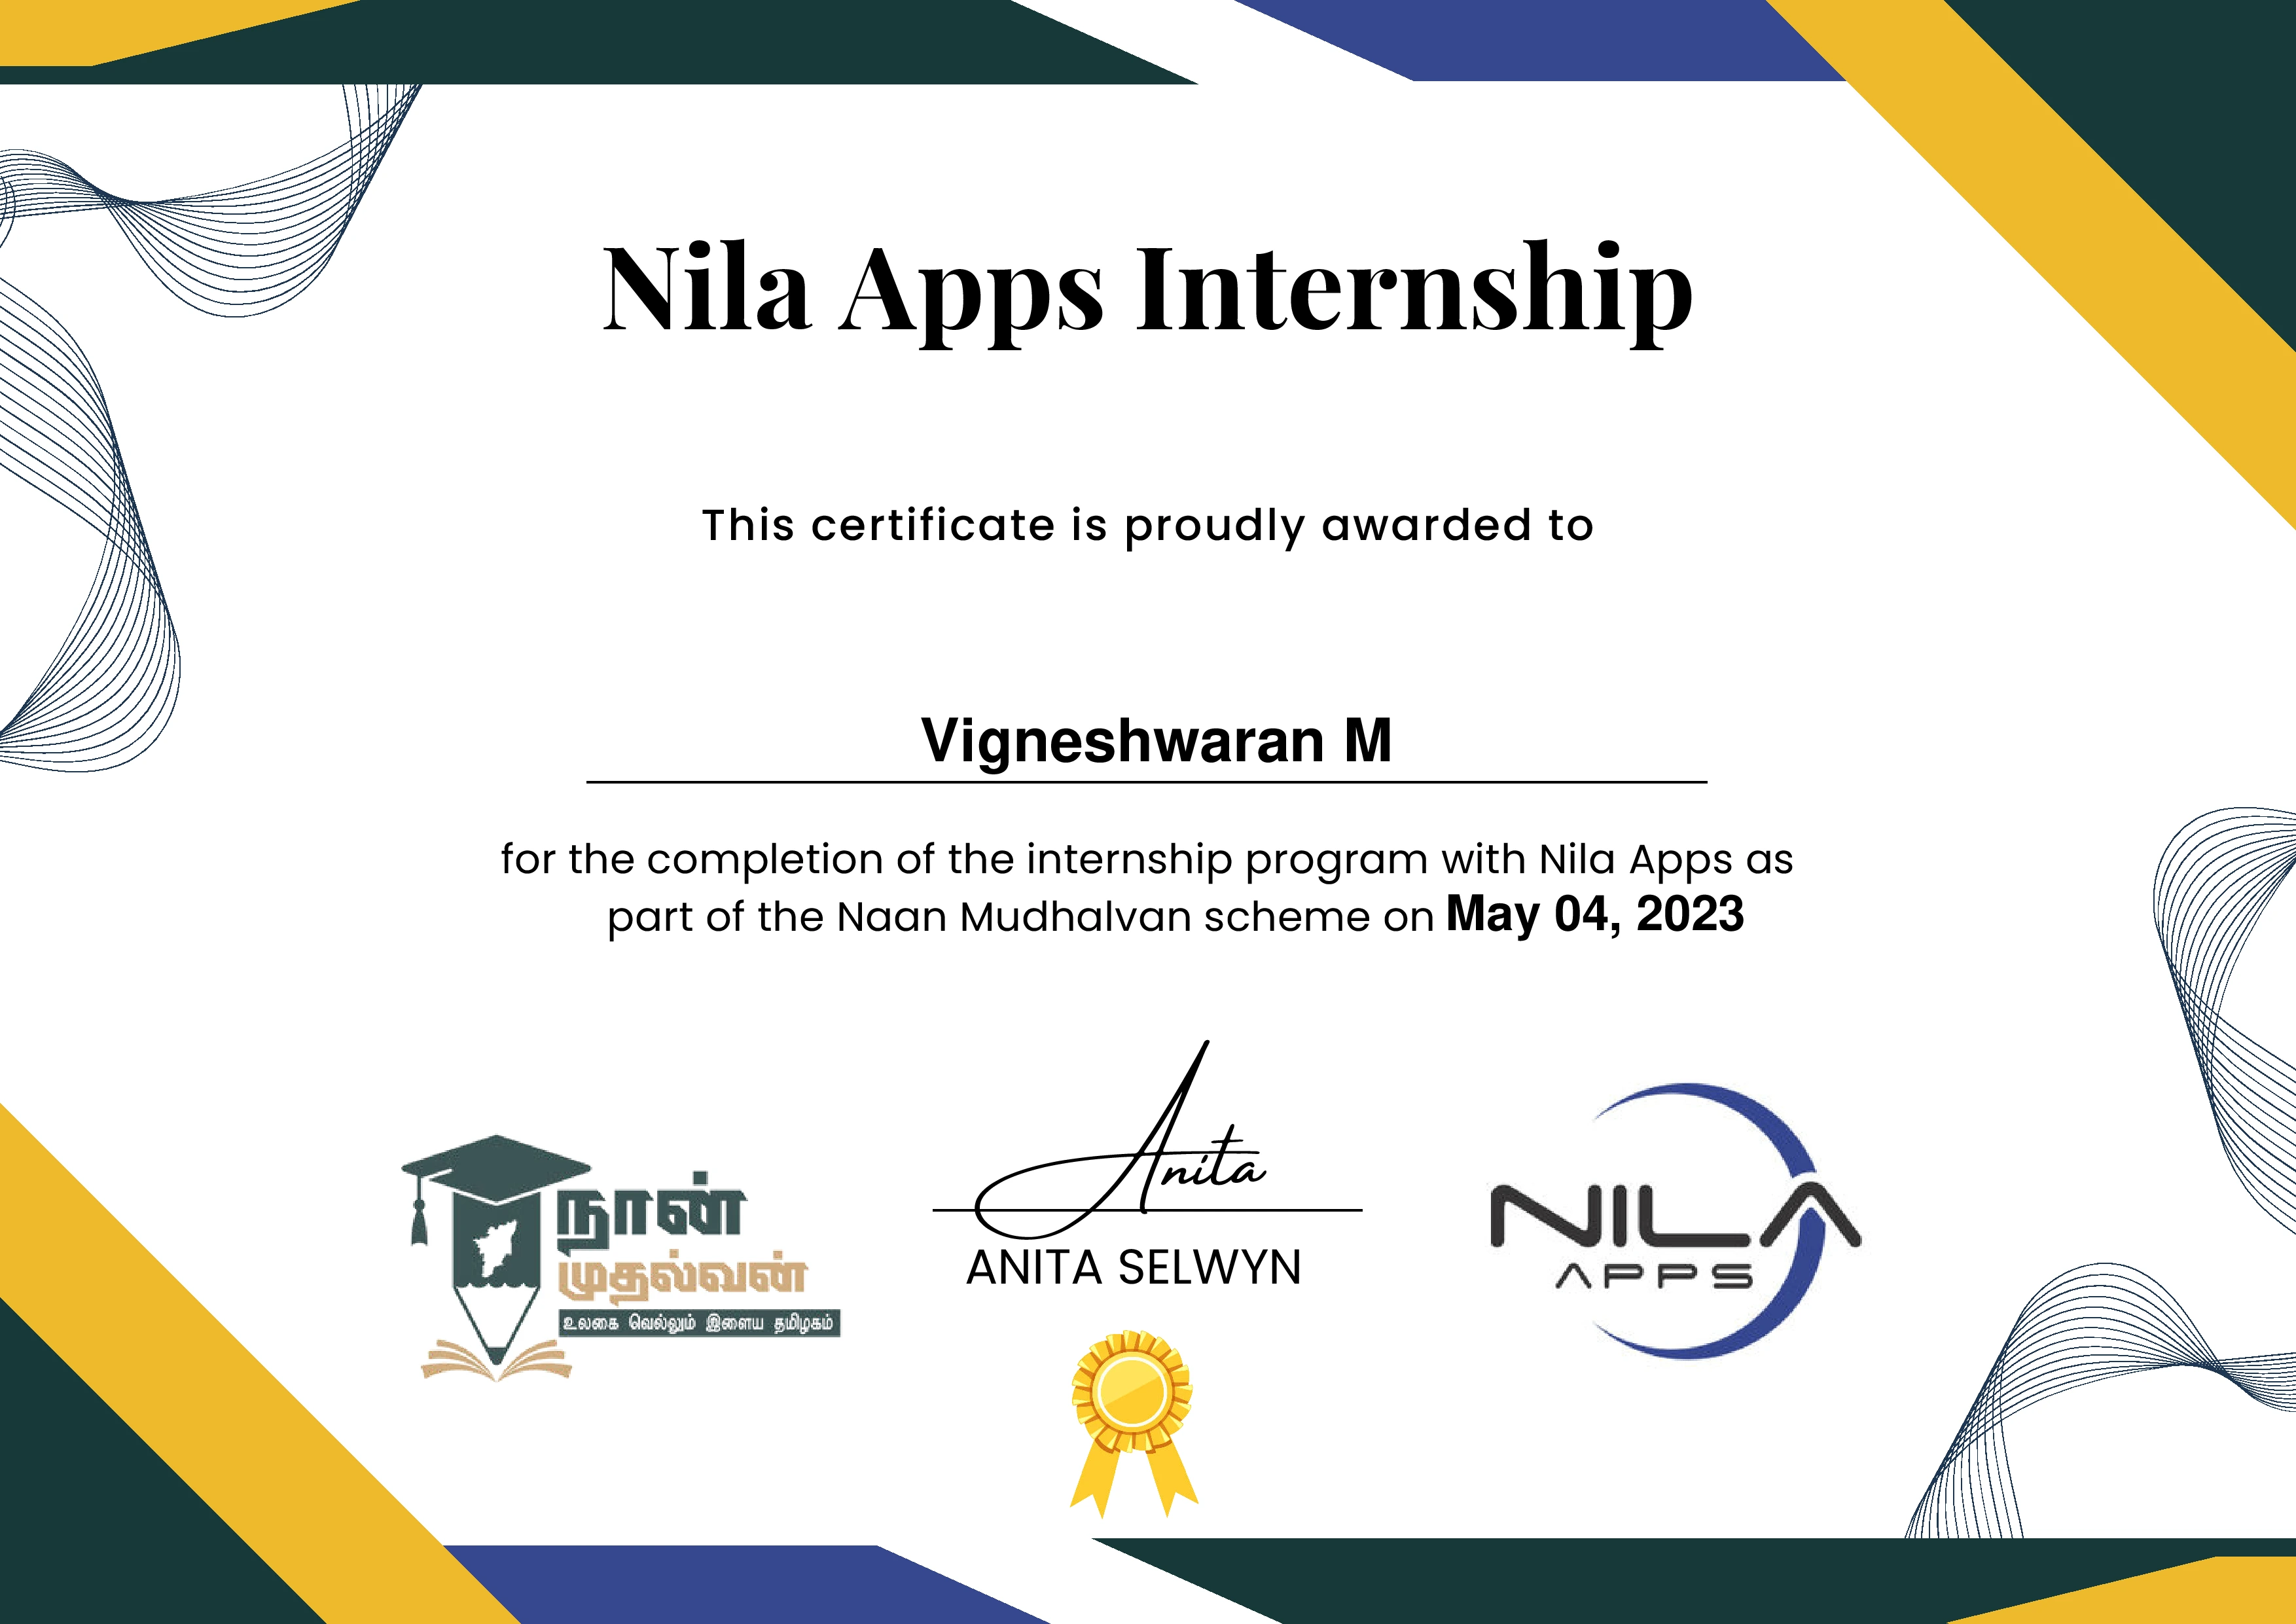 Nila Apps Internship
This certificate is proudly awarded to
Vigneshwaran M
for the completion of the internship program with Nila Apps as
part of the Naan Mudhalvan scheme on May 04, 2023
Anita
ANITA SELWYN
நான்
முதல்வன்
உலகை வெல்லும் இளைய தமிழகம்
NILA
APPS